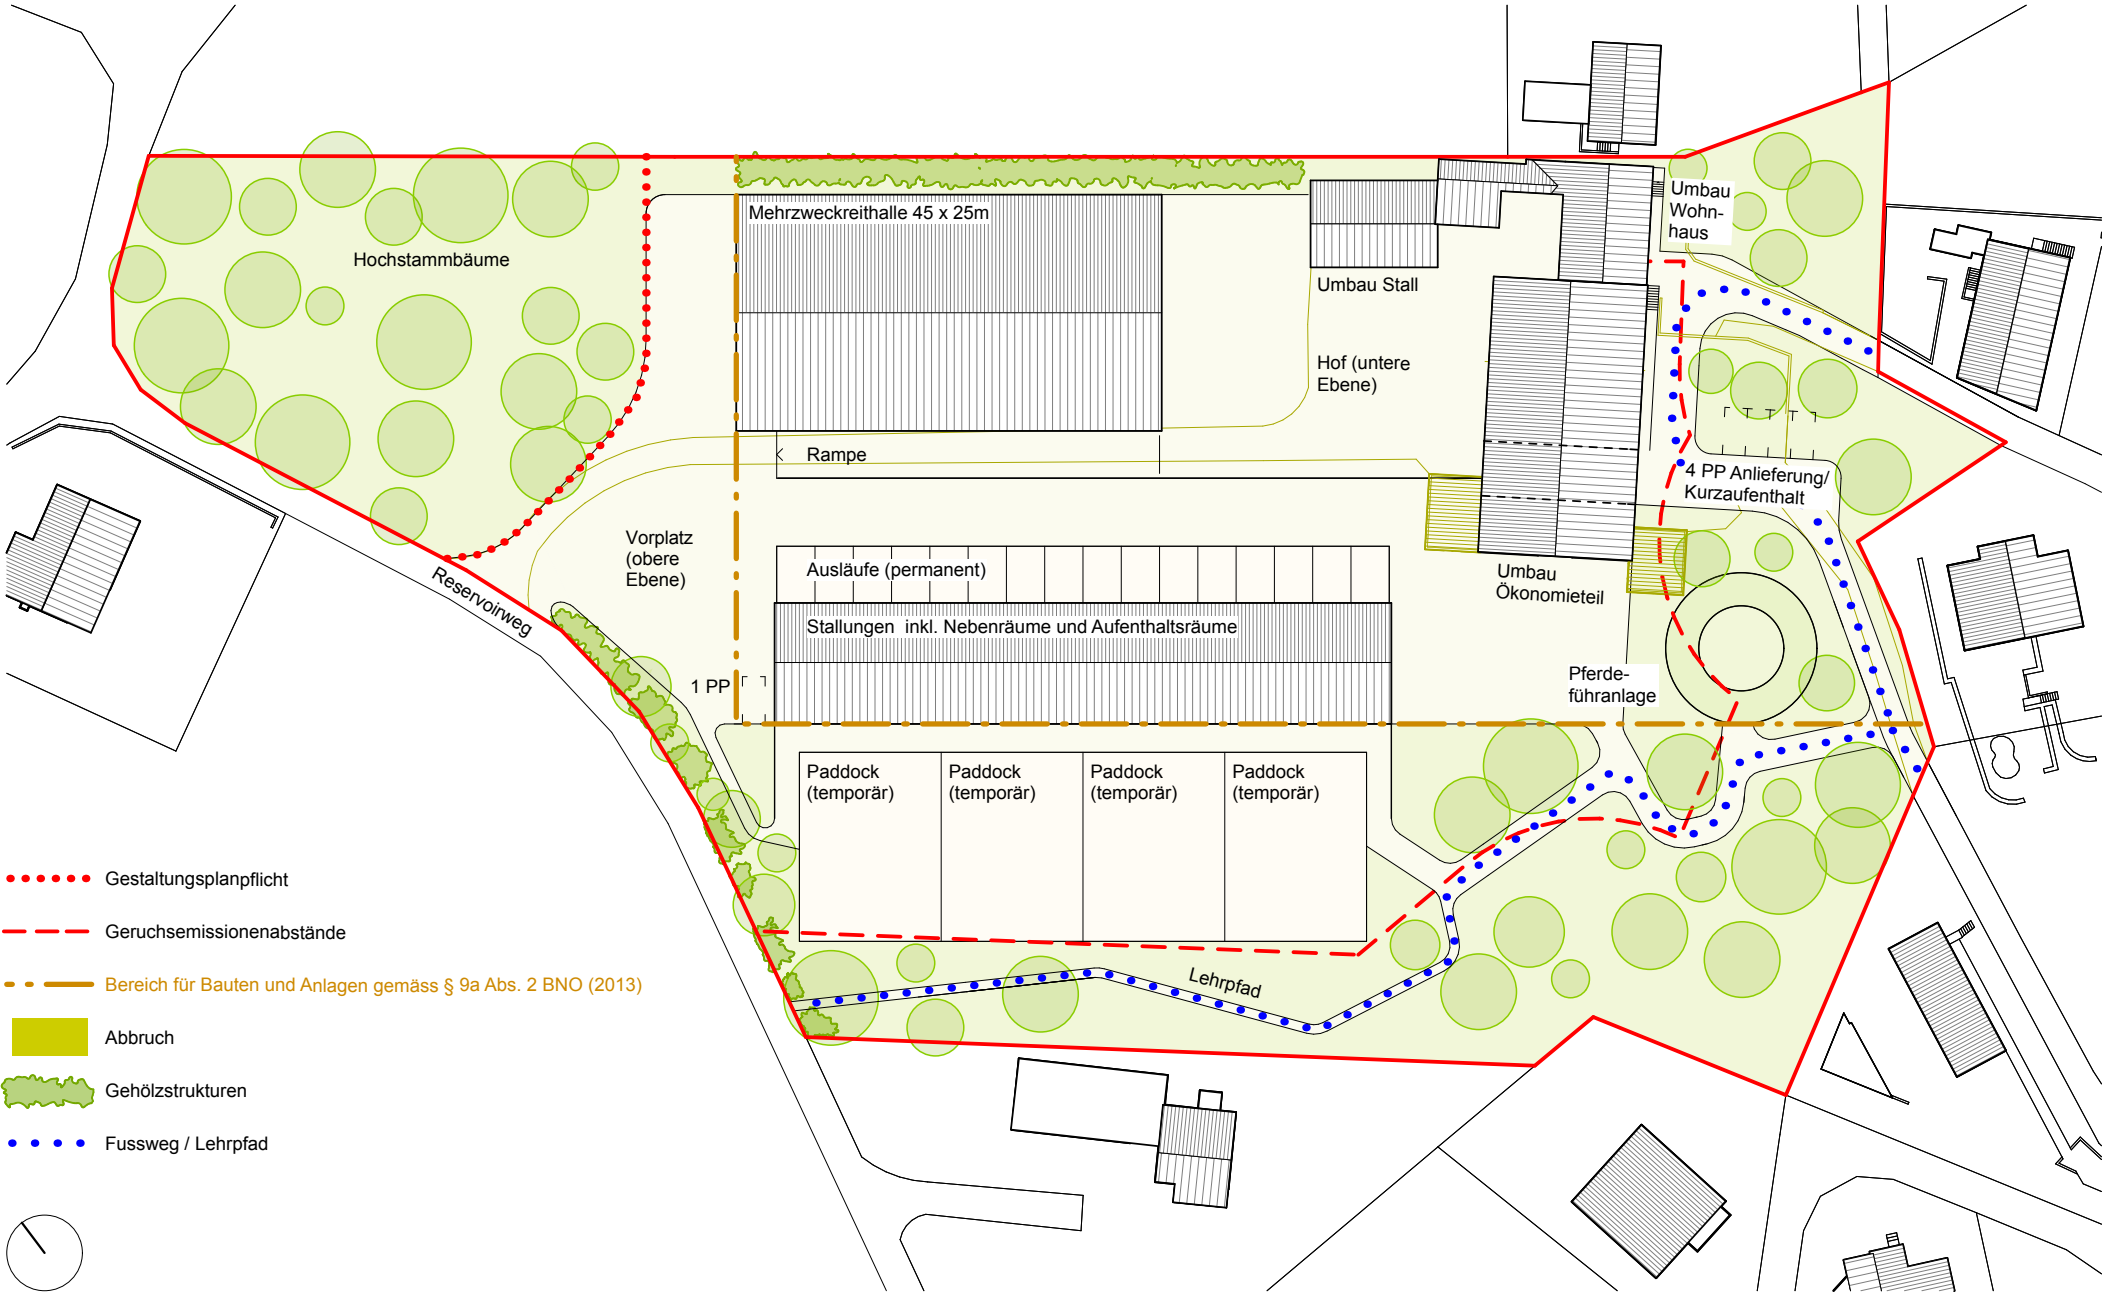 Mehrzweckreithalle 45 x 25m
Hochstammbäume
Umbau
Wohn-
haus
Umbau Stall
Hof (untere
Ebene)
Rampe
4 PP Anlieferung/
Kurzaufenthalt
Vorplatz
(obere
Ebene)
Ausläufe (permanent)
Umbau
Ökonomieteil
Reservoirweg
Stallungen inkl. Nebenräume und Aufenthaltsräume
1 PP
Pferde-
führanlage
Paddock
(temporär)
Paddock
(temporär)
Paddock
(temporär)
Paddock
(temporär)
Lehrpfad
Gestaltungsplanpflicht
Geruchsemissionenabstände
Bereich für Bauten und Anlagen gemäss § 9a Abs. 2 BNO (2013)
Abbruch
Gehölzstrukturen
Fussweg / Lehrpfad